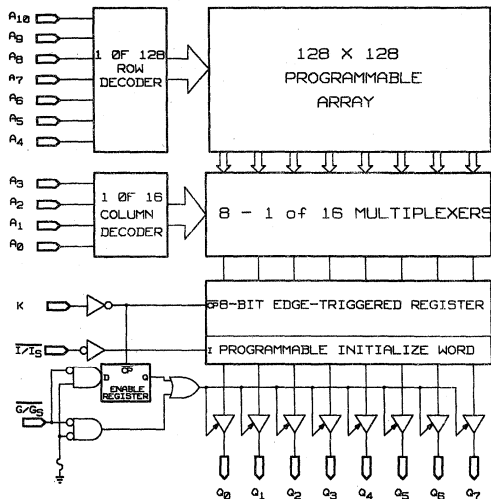 A10
A9
A8
A7
A6
A5
A4
1 OF 128
ROW
DECODER
128 X 128
PROGRAMMABLE
ARRAY
A3
A2
A1
A0
1 OF 16
COLUMN
DECODER
8 - 1 of 16 MULTIPLEXERS
K
CP 8-BIT EDGE-TRIGGERED REGISTER
I/IS
I PROGRAMMABLE INITIALIZE WORD
CP
D Q
ENABLE
REGISTER
G/GS
Q0 Q1 Q2 Q3 Q4 Q5 Q6 Q7